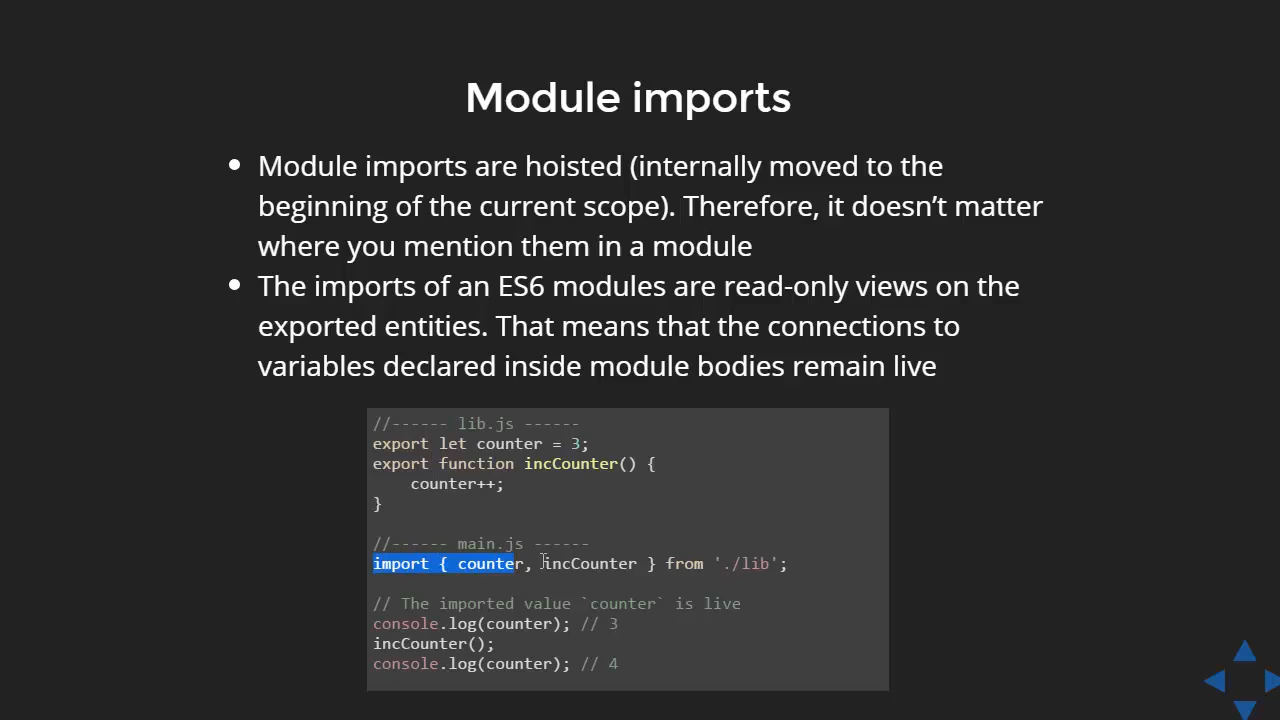 Module imports
Module imports are hoisted (internally moved to the
beginning of the current scope). Therefore, it doesn’t matter
where you mention them in a module
The imports of an ES6 modules are read-only views on the
exported entities. That means that the connections to
variables declared inside module bodies remain live
//------ lib.js ------
export let counter = 3;
export function incCounter() {
    counter++;
}
//------ main.js ------
import { counter, incCounter } from './lib';
// The imported value `counter` is live
console.log(counter); // 3
incCounter();
console.log(counter); // 4